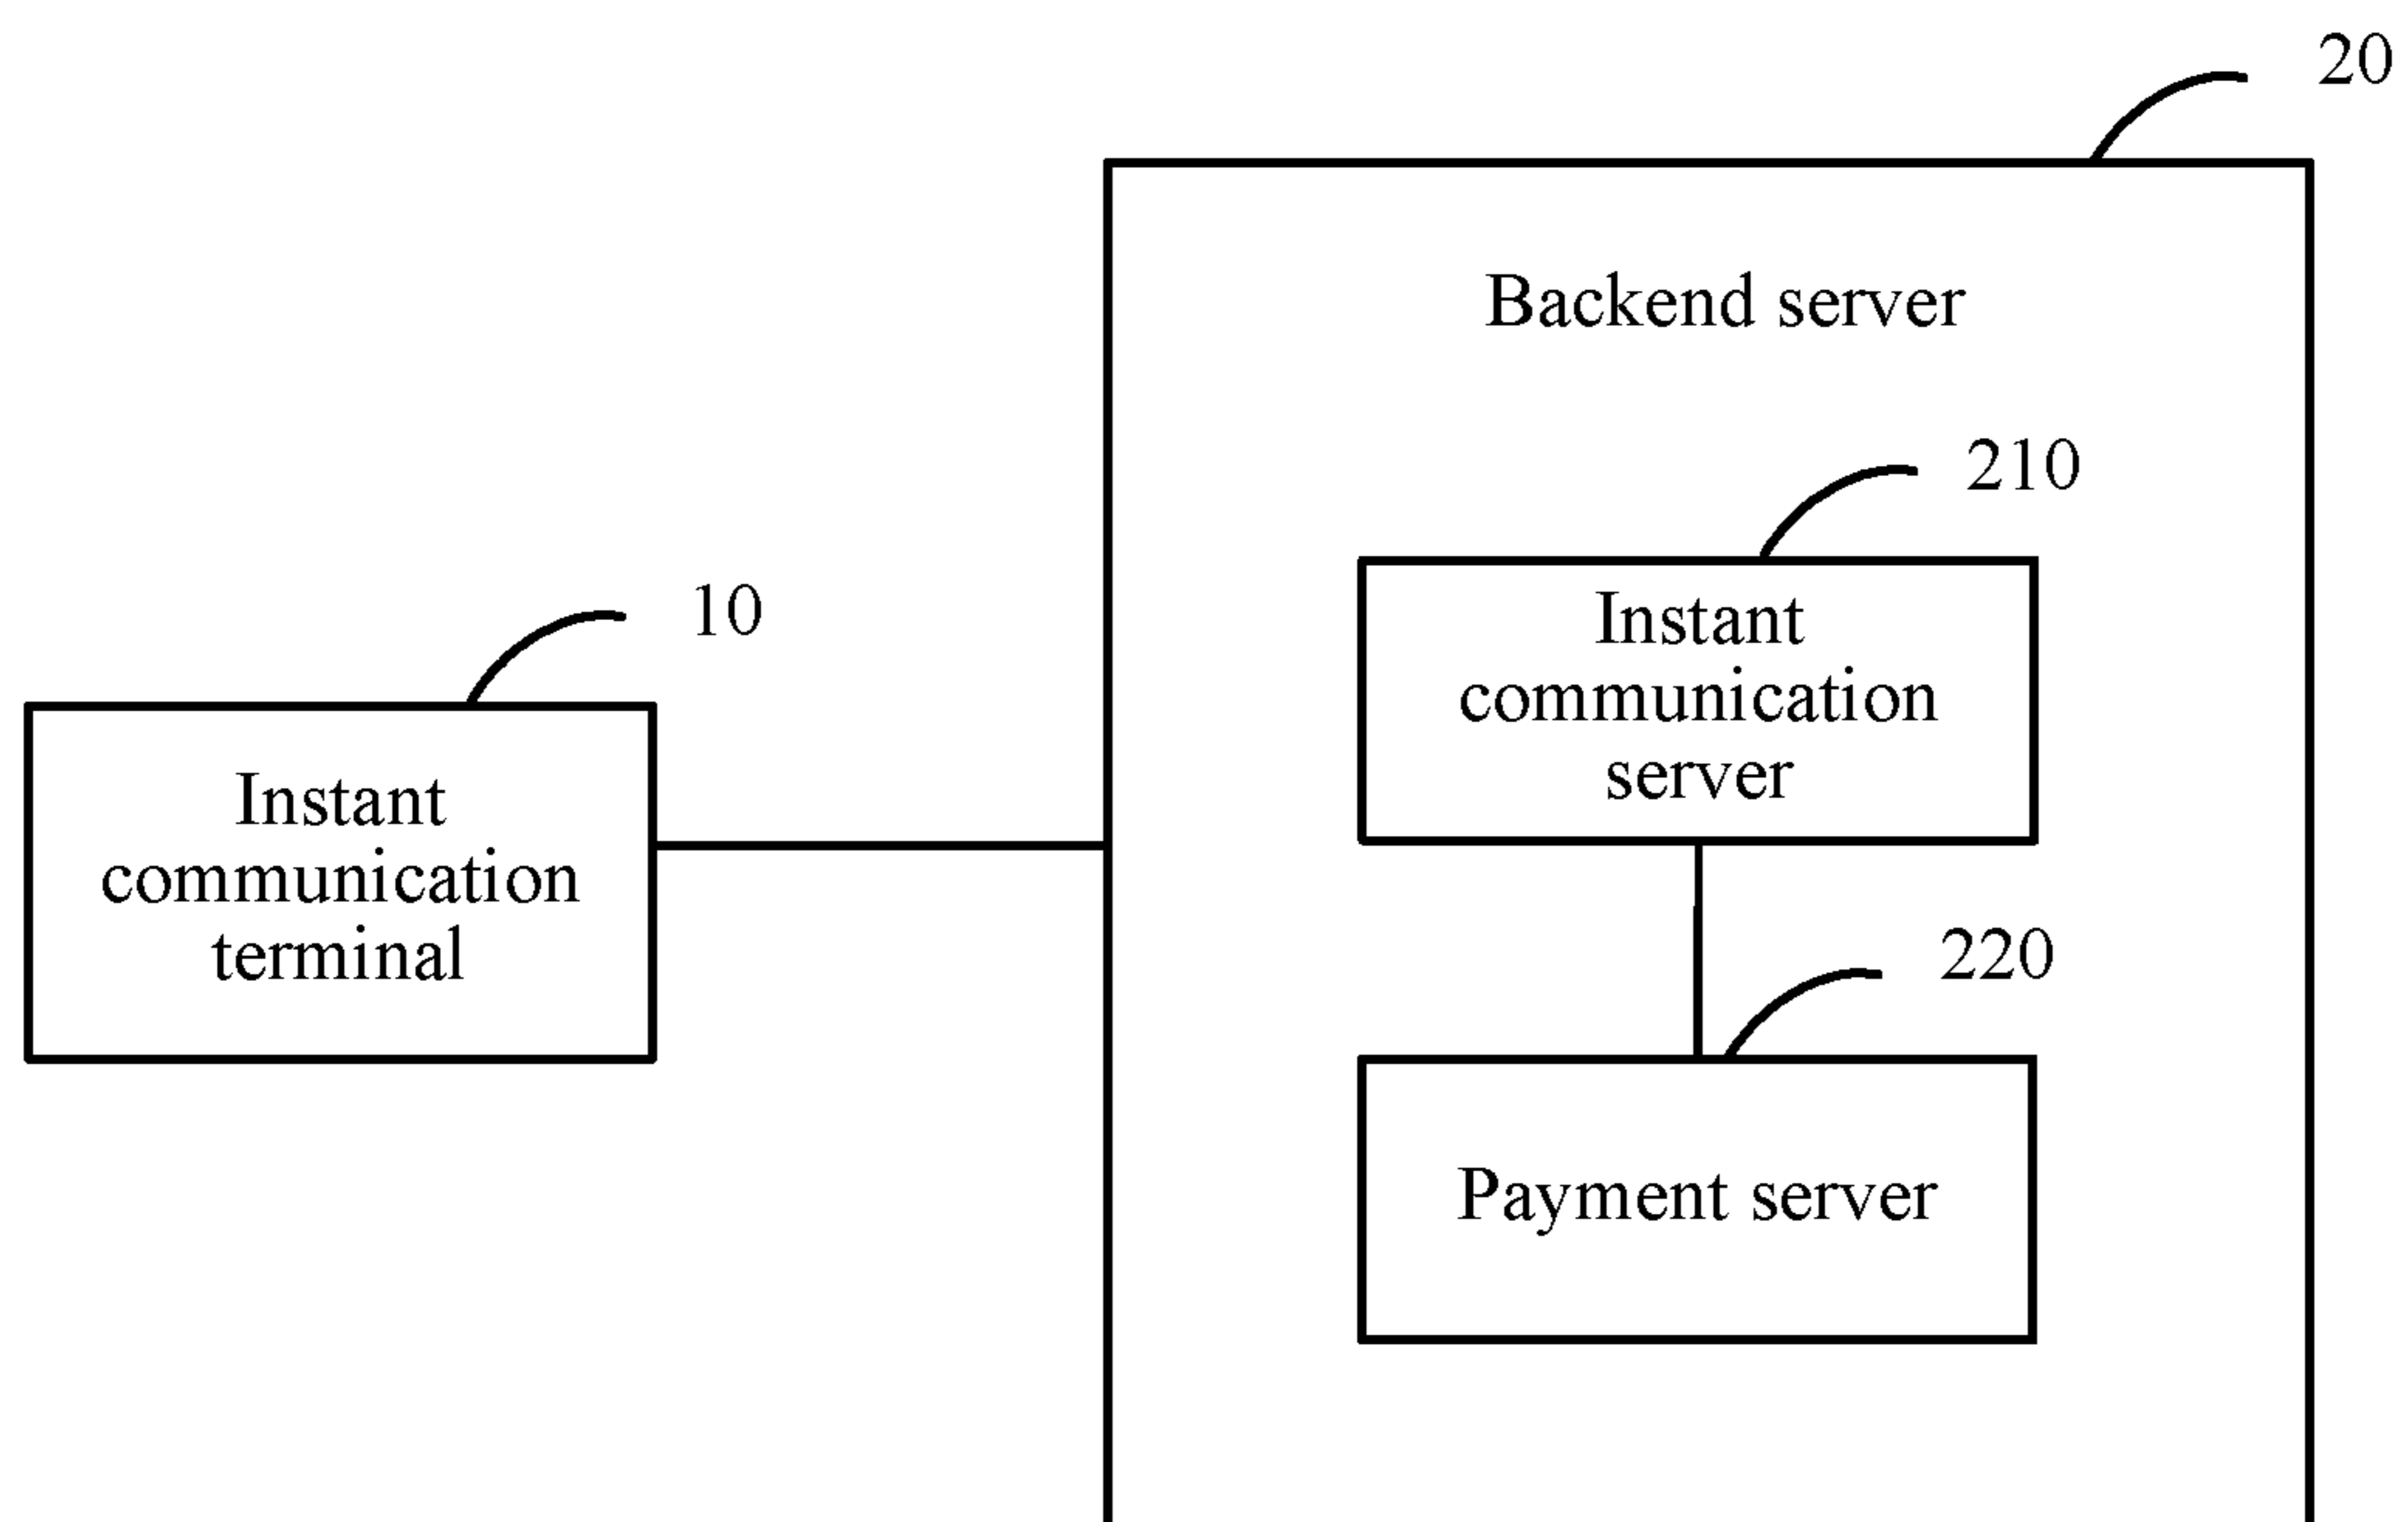 20
Backend server
210
Instant
communication
server
10
Instant
communication
terminal
220
Payment server